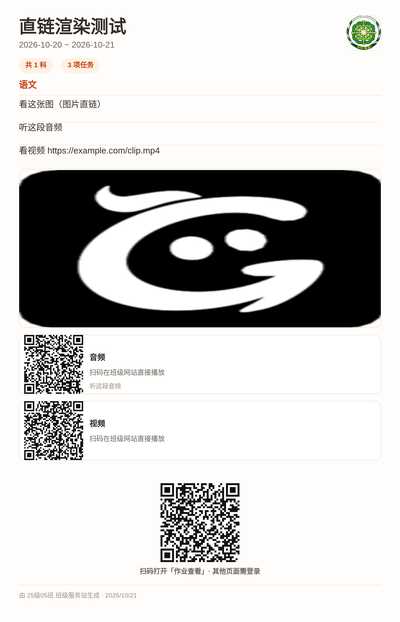 直链渲染测试
2026-10-20 ~ 2026-10-21
共 1 科
3 项任务
语文
看这张图（图片直链）
听这段音频
看视频 https://example.com/clip.mp4
音频
扫码在班级网站直接播放
听这段音频
视频
扫码在班级网站直接播放
扫码打开「作业查看」· 其他页面需登录
由 25级05班.班级服务站生成 · 2026/10/21